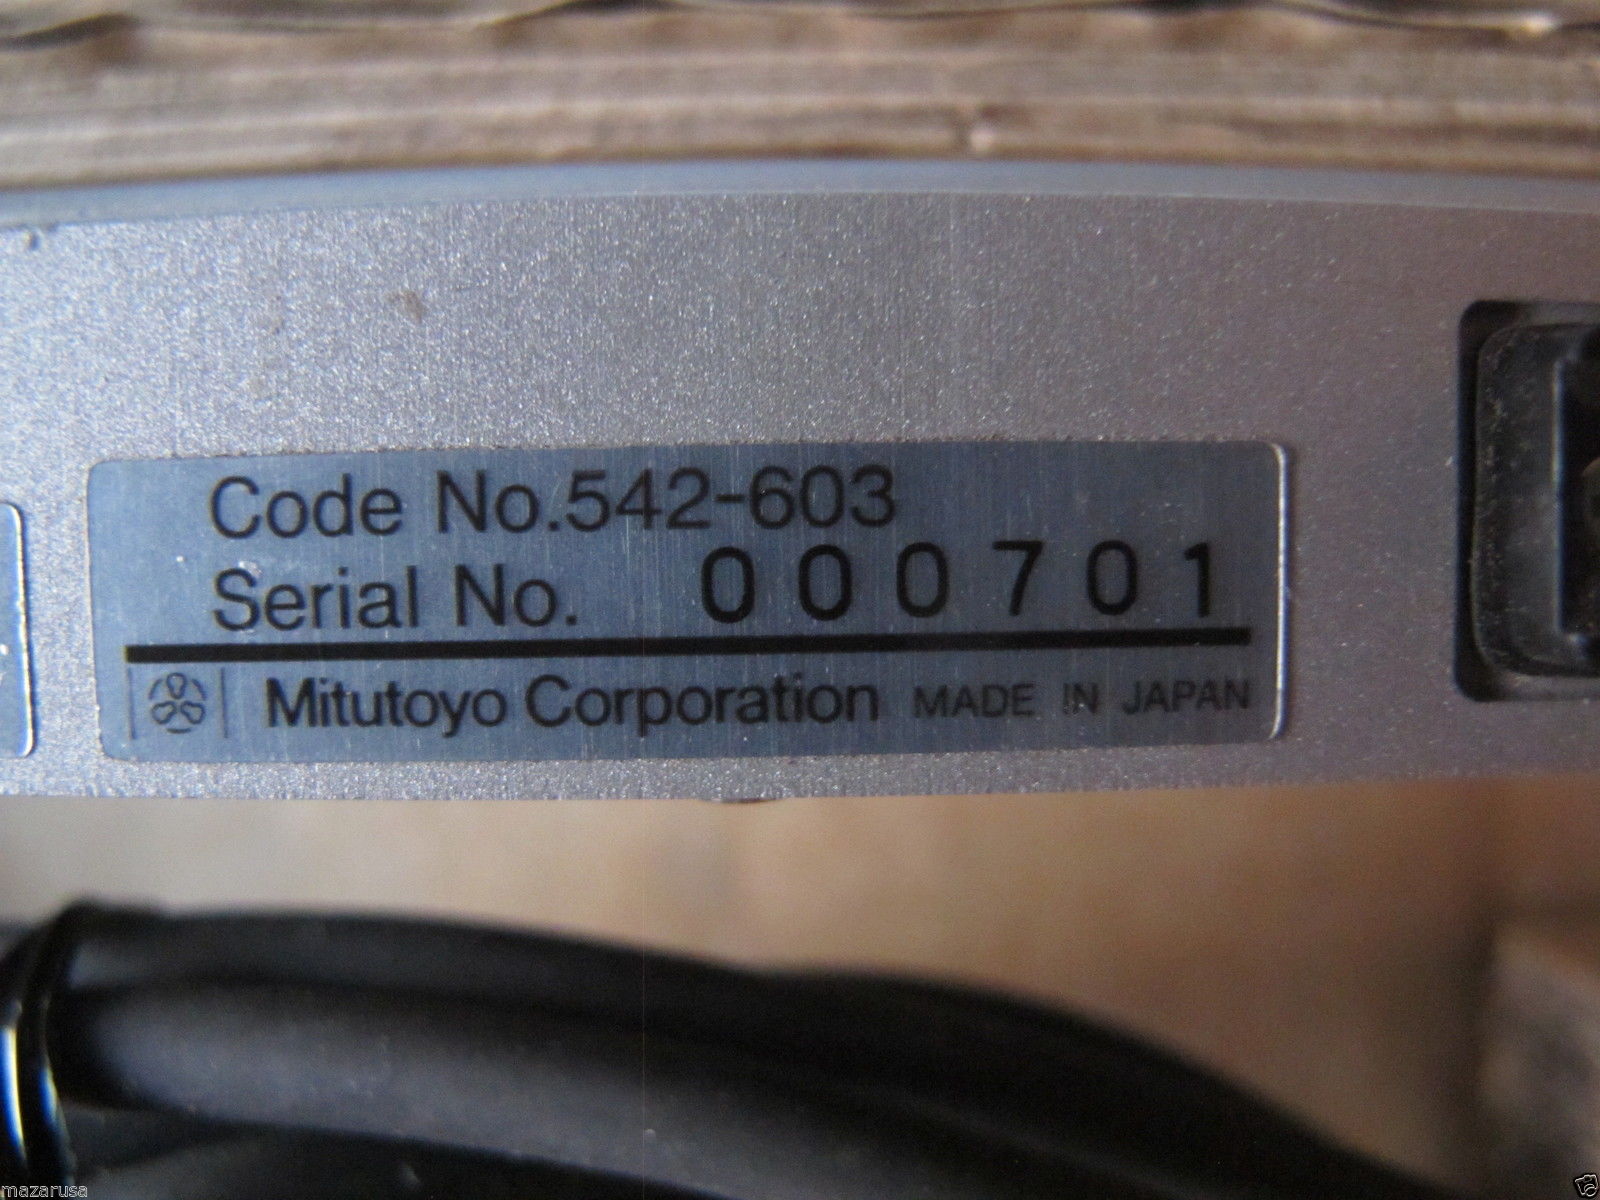 Code No.542-603
Serial No. 000701
Mitutoyo Corporation MADE IN JAPAN
mazarusa